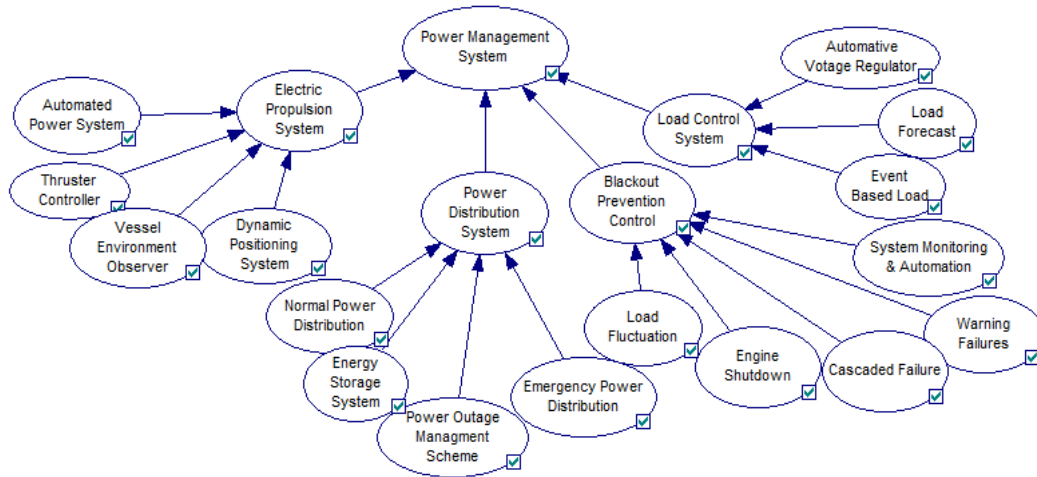 Power Management
System
Automative
Votage Regulator
Automated
Power System
Electric
Propulsion
System
Load Control
System
Load
Forecast
Thruster
Controller
Event
Based Load
Vessel
Environment
Observer
Dynamic
Positioning
System
Power
Distribution
System
Blackout
Prevention
Control
System Monitoring
& Automation
Normal Power
Distribution
Load
Fluctuation
Warning
Failures
Energy
Storage
System
Engine
Shutdown
Cascaded Failure
Emergency Power
Distribution
Power Outage
Managment
Scheme